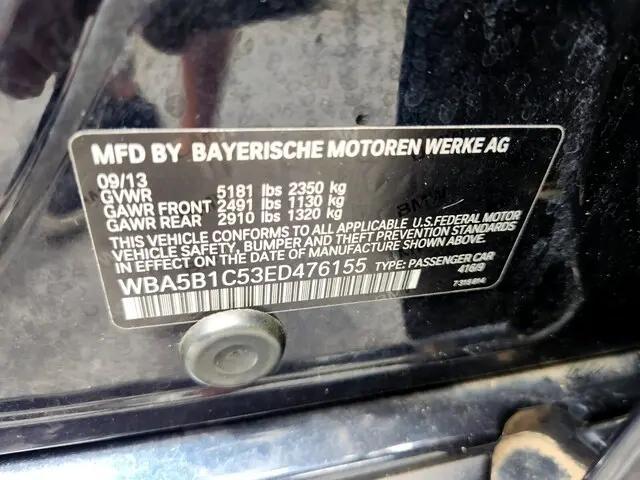 MFD BY BAYERISCHE MOTOREN WERKE AG
09/13
GVWR 5181 lbs 2350 kg
GAWR FRONT 2491 lbs 1130 kg
GAWR REAR 2910 lbs 1320 kg
THIS VEHICLE CONFORMS TO ALL APPLICABLE U.S.FEDERAL MOTOR
VEHICLE SAFETY, BUMPER AND THEFT PREVENTION STANDARDS
IN EFFECT ON THE DATE OF MANUFACTURE SHOWN ABOVE.
WBA5B1C53ED476155 TYPE: PASSENGER CAR
416/9